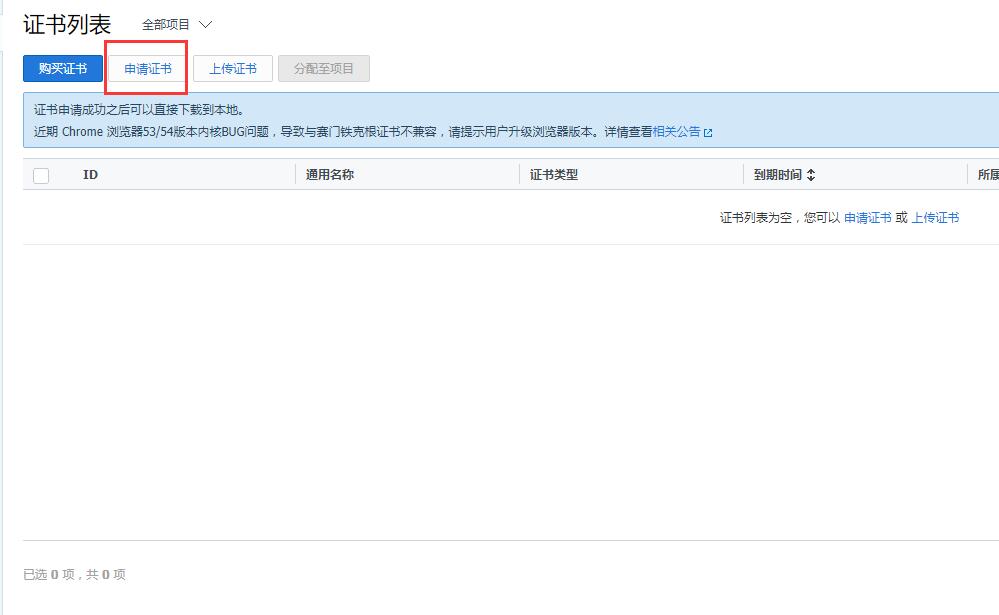 证书列表 全部项目
购买证书 申请证书 上传证书 分配至项目
证书申请成功之后可以直接下载到本地。
近期 Chrome 浏览器53/54版本内核BUG问题，导致与赛门铁克根证书不兼容，请提示用户升级浏览器版本。详情查看相关公告
ID 通用名称 证书类型 到期时间 所属
证书列表为空，您可以 申请证书 或 上传证书
已选 0 项，共 0 项